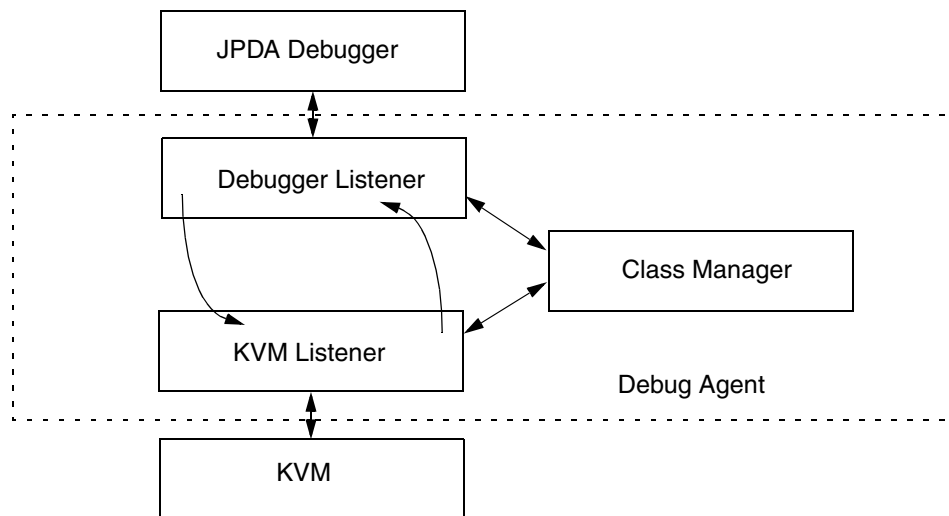 JPDA Debugger
Debugger Listener
Class Manager
KVM Listener
Debug Agent
KVM